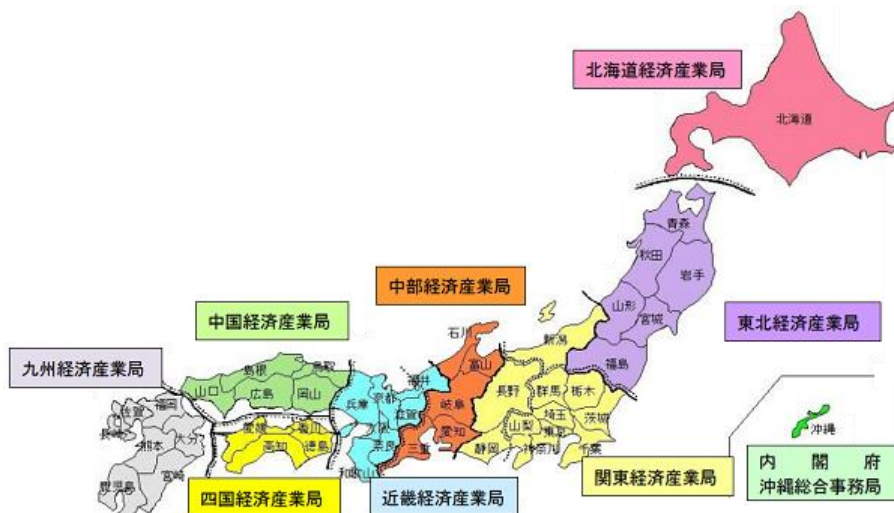 北海道経済産業局
北海道
青森
秋田
岩手
中部経済産業局
山形
宮城
東北経済産業局
中国経済産業局
石川
新潟
福島
九州経済産業局
島根
鳥取
富山
福井
山口
広島
岡山
兵庫
京都
滋賀
岐阜
長野
群馬
栃木
佐賀
福岡
愛媛
香川
大阪
愛知
山梨
埼玉
茨城
長崎
熊本
大分
高知
徳島
奈良
三重
静岡
東京
神奈川
千葉
沖縄
鹿児島
宮崎
和歌山
関東経済産業局
内閣府
沖縄総合事務局
四国経済産業局
近畿経済産業局